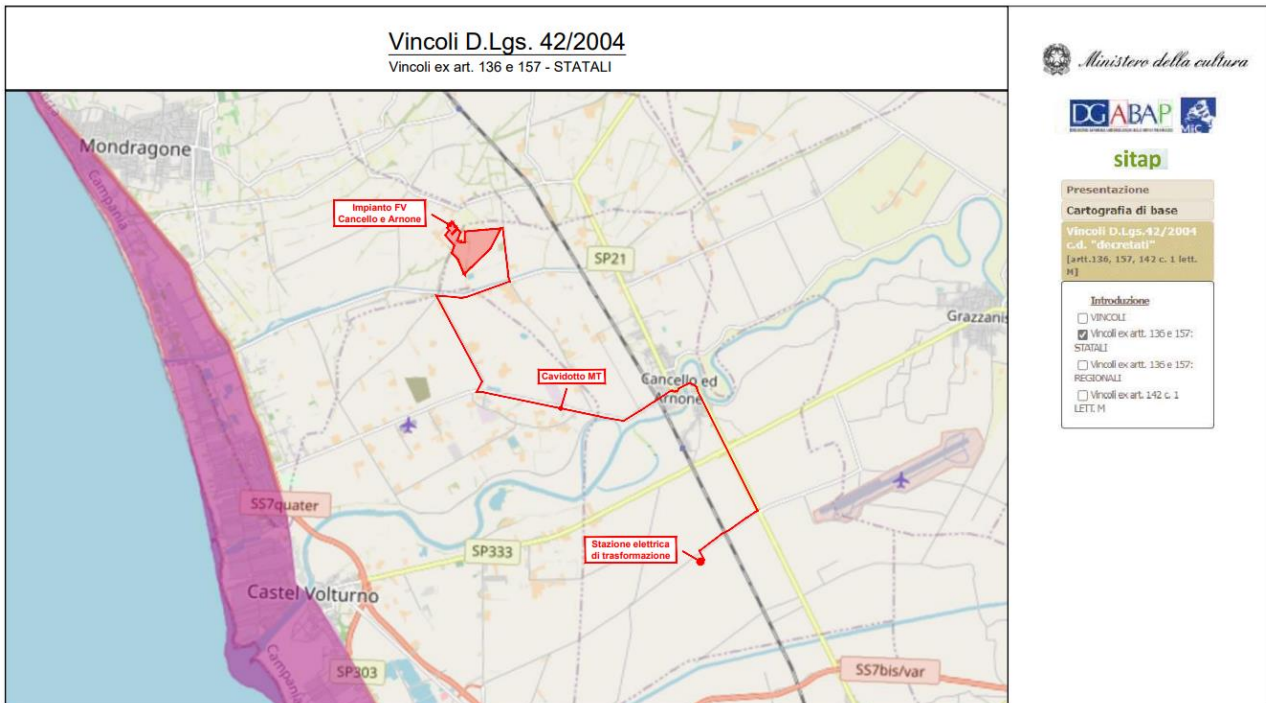 Vincoli D.Lgs. 42/2004
Vincoli ex art. 136 e 157 - STATALI
Mondragone
Campania
Impianto FV
Cancello e Arnone
SP21
Grazzanis
Cavidotto MT
Cancello ed
Arnone
SS7quater
SP333
Stazione elettrica
di trasformazione
Castel Volturno
Campania
SP303
SS7bis/var
Ministero della cultura
DGABAP
MiC
sitap
Presentazione
Cartografia di base
Vincoli D.Lgs.42/2004
c.d. "decretati"
[artt.136, 157, 142 c. 1 lett.
M]
Introduzione
VINCOLI
Vincoli ex artt. 136 e 157:
STATALI
Vincoli ex artt. 136 e 157:
REGIONALI
Vincoli ex art. 142 c. 1
LETT. M